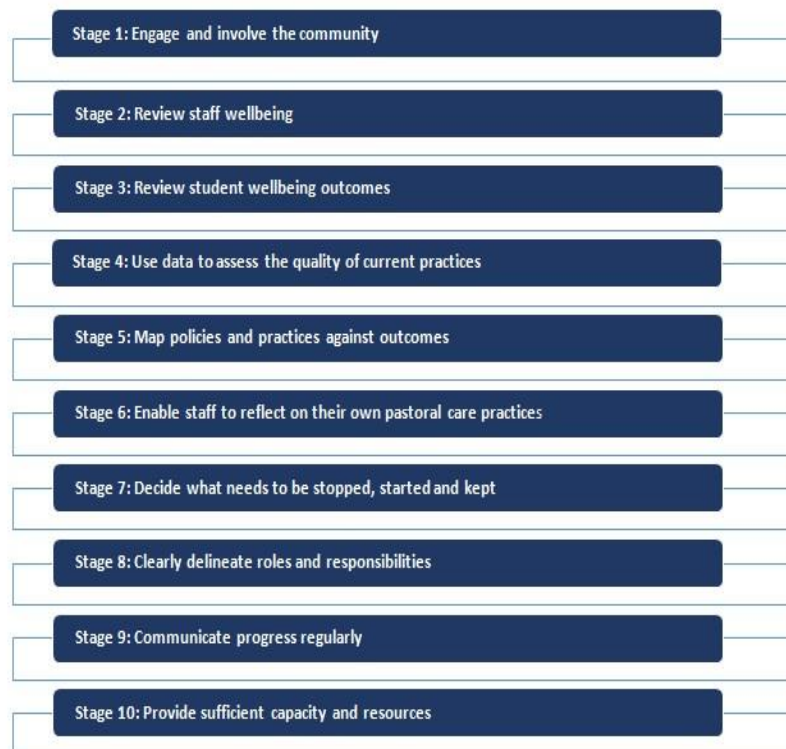 Stage 1: Engage and involve the community
Stage 2: Review staff wellbeing
Stage 3: Review student wellbeing outcomes
Stage 4: Use data to assess the quality of current practices
Stage 5: Map policies and practices against outcomes
Stage 6: Enable staff to reflect on their own pastoral care practices
Stage 7: Decide what needs to be stopped, started and kept
Stage 8: Clearly delineate roles and responsibilities
Stage 9: Communicate progress regularly
Stage 10: Provide sufficient capacity and resources